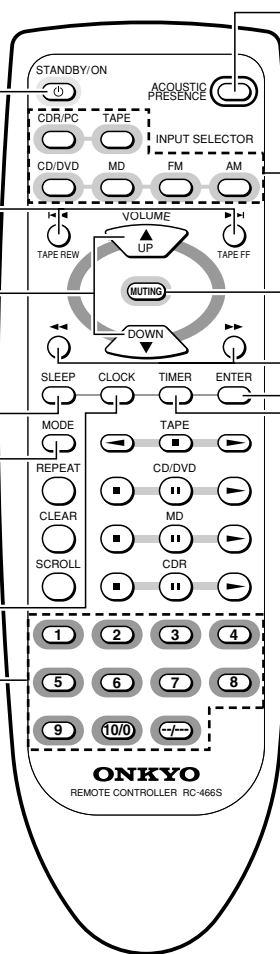 STANDBY/ON
ACOUSTIC
PRESENCE
CDR/PC TAPE
INPUT SELECTOR
CD/DVD MD FM AM
VOLUME
TAPE REW UP TAPE FF
MUTING
DOWN
SLEEP CLOCK TIMER ENTER
MODE TAPE
REPEAT CD/DVD
CLEAR MD
SCROLL CDR
1 2 3 4
5 6 7 8
9 10/0 --/---
ONKYO
REMOTE CONTROLLER RC-466S